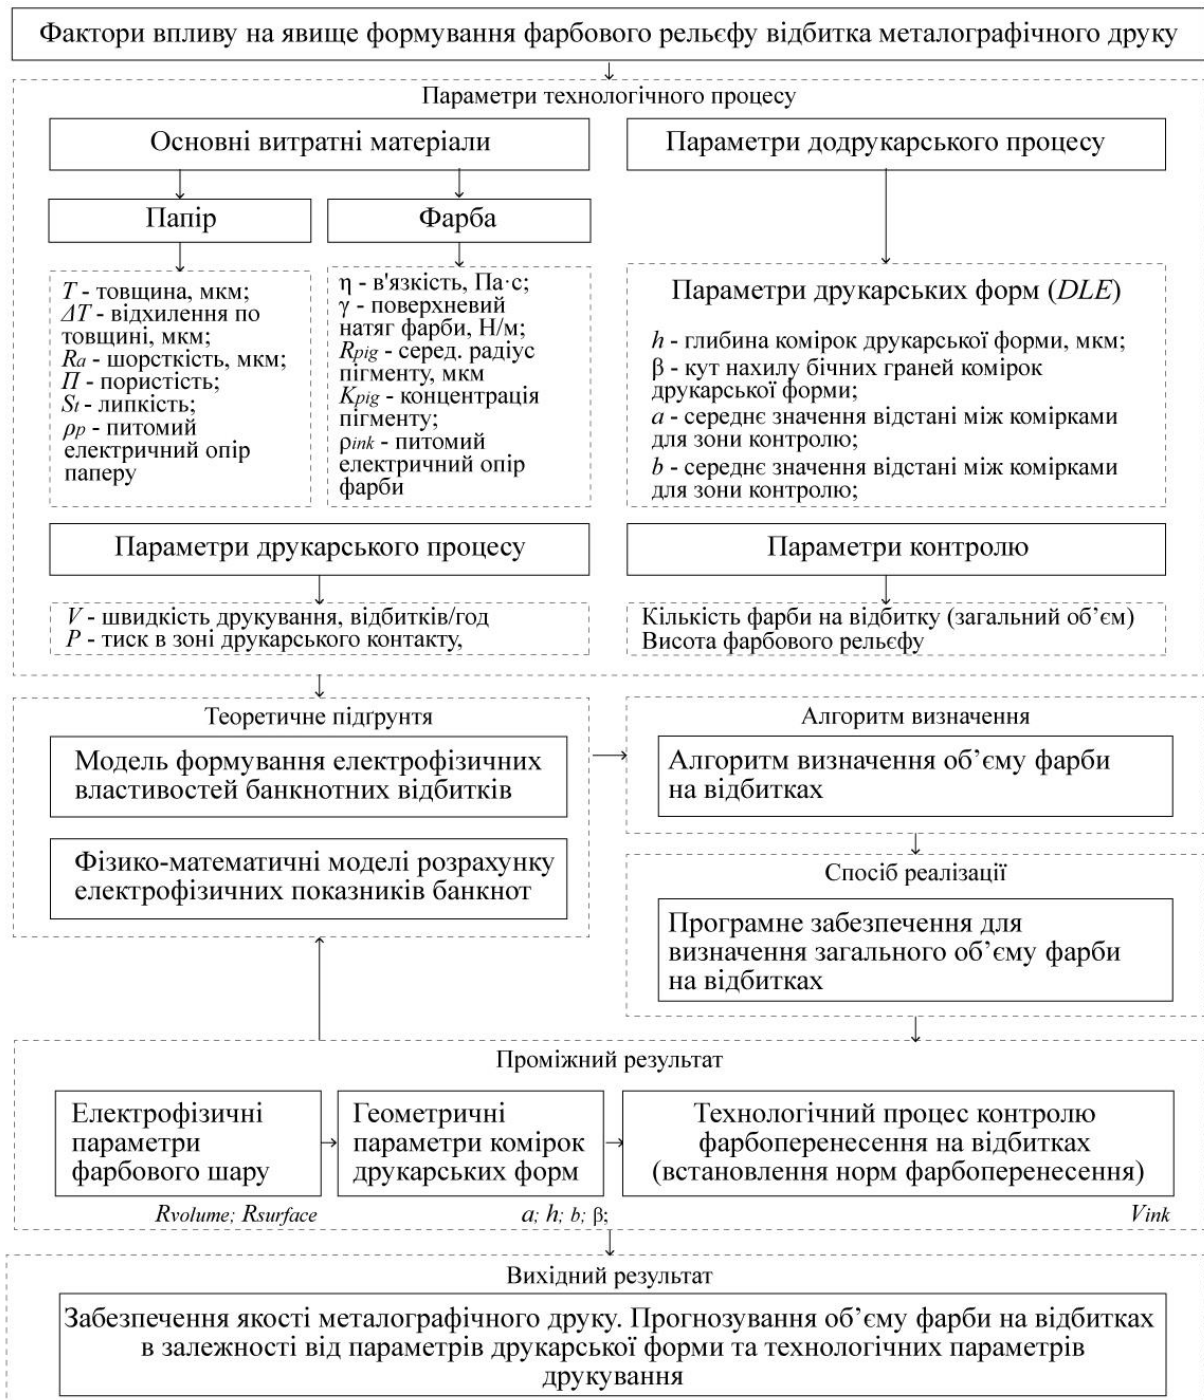 Фактори впливу на явище формування фарбового рельєфу відбитка металографічного друку
Параметри технологічного процесу
Основні витратні матеріали
Папір
Фарба
T - товщина, мкм;
ΔT - відхилення по
товщині, мкм;
Ra - шорсткість, мкм;
П - пористість;
St - липкість;
ρp - питомий
електричний опір
паперу
η - в'язкість, Па·с;
γ - поверхневий
натяг фарби, Н/м;
Rpig - серед. радіус
пігменту, мкм
Kpig - концентрація
пігменту;
ρink - питомий
електричний опір
фарби
Параметри додрукарського процесу
Параметри друкарських форм (DLE)
h - глибина комірок друкарської форми, мкм;
β - кут нахилу бічних граней комірок
друкарської форми;
a - середнє значення відстані між комірками
для зони контролю;
b - середнє значення відстані між комірками
для зони контролю;
Параметри друкарського процесу
V - швидкість друкування, відбитків/год
P - тиск в зоні друкарського контакту,
Параметри контролю
Кількість фарби на відбитку (загальний об’єм)
Висота фарбового рельєфу
Теоретичне підґрунтя
Модель формування електрофізичних
властивостей банкнотних відбитків
Фізико-математичні моделі розрахунку
електрофізичних показників банкнот
Алгоритм визначення
Алгоритм визначення об’єму фарби
на відбитках
Спосіб реалізації
Програмне забезпечення для
визначення загального об’єму фарби
на відбитках
Проміжний результат
Електрофізичні
параметри
фарбового шару
Rvolume; Rsurface
Геометричні
параметри комірок
друкарських форм
a; h; b; β;
Технологічний процес контролю
фарбоперенесення на відбитках
(встановлення норм фарбоперенесення)
Vink
Вихідний результат
Забезпечення якості металографічного друку. Прогнозування об’єму фарби на відбитках
в залежності від параметрів друкарської форми та технологічних параметрів
друкування